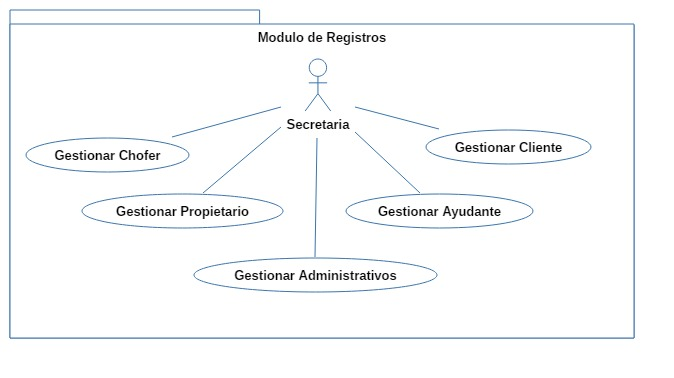 Modulo de Registros
Secretaria
Gestionar Chofer
Gestionar Cliente
Gestionar Propietario
Gestionar Ayudante
Gestionar Administrativos